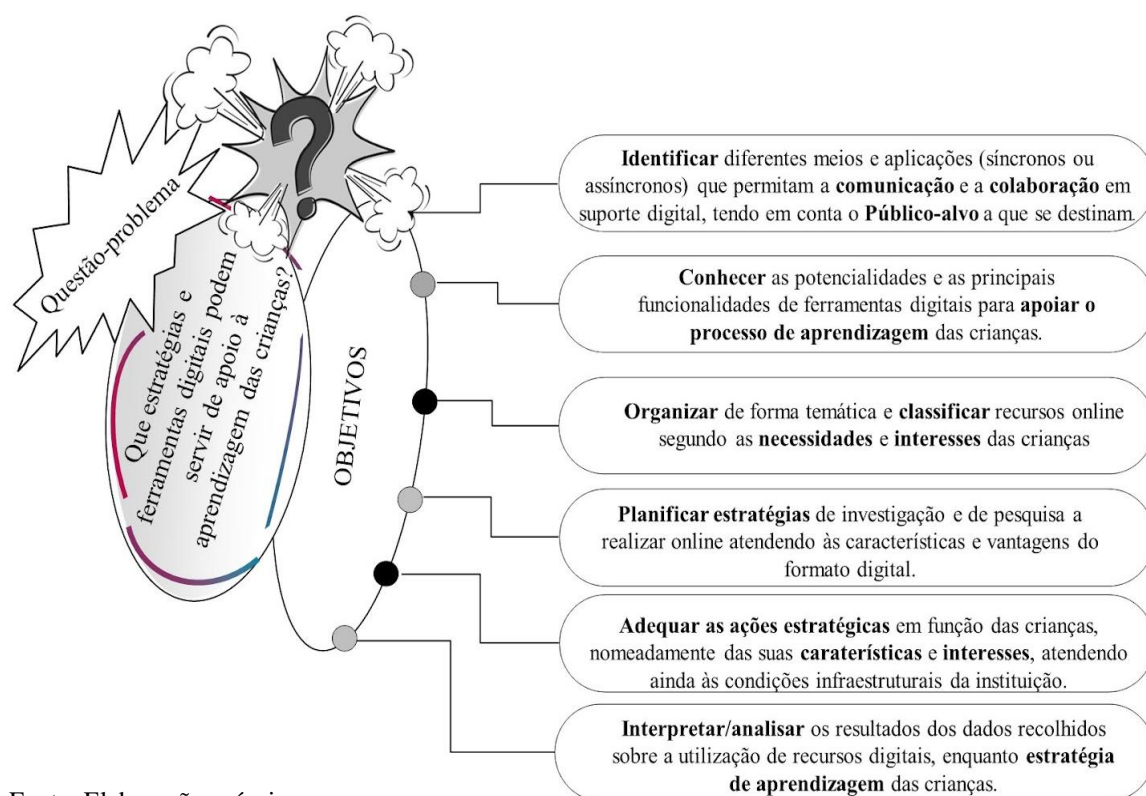 ?
Questão-problema
Que estratégias e
ferramentas digitais podem
servir de apoio à
aprendizagem das crianças?
OBJETIVOS
Identificar diferentes meios e aplicações (síncronos ou
assíncronos) que permitam a comunicação e a colaboração em
suporte digital, tendo em conta o Público-alvo a que se destinam.
Conhecer as potencialidades e as principais
funcionalidades de ferramentas digitais para apoiar o
processo de aprendizagem das crianças.
Organizar de forma temática e classificar recursos online
segundo as necessidades e interesses das crianças
Planificar estratégias de investigação e de pesquisa a
realizar online atendendo às características e vantagens do
formato digital.
Adequar as ações estratégicas em função das crianças,
nomeadamente das suas caraterísticas e interesses, atendendo
ainda às condições infraestruturais da instituição.
Interpretar/analisar os resultados dos dados recolhidos
sobre a utilização de recursos digitais, enquanto estratégia
de aprendizagem das crianças.